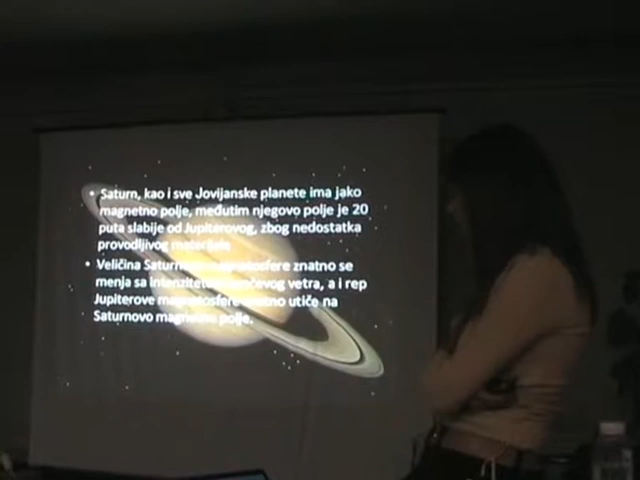 • Saturn, kao i sve Jovijanske planete ima jako
magnetno polje, međutim njegovo polje je 20
puta slabije od Jupiterovog, zbog nedostatka
provodljivog materijala
• Veličina Saturnove magnetosfere znatno se
menja sa intenzitetom sunčevog vetra, a i rep
Jupiterove magnetosfere znatno utiče na
Saturnovo magnetno polje.